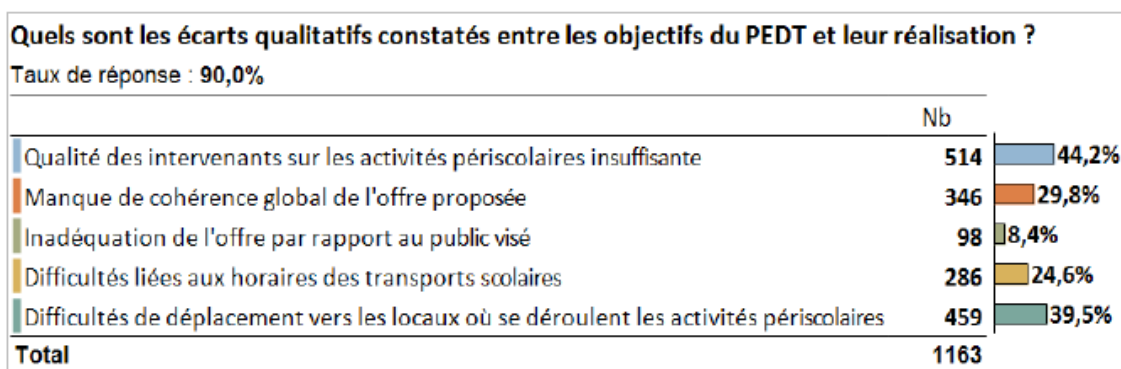 Quels sont les écarts qualitatifs constatés entre les objectifs du PEDT et leur réalisation ?
Taux de réponse : 90,0%
Nb
Qualité des intervenants sur les activités périscolaires insuffisante 514 44,2%
Manque de cohérence global de l'offre proposée 346 29,8%
Inadéquation de l'offre par rapport au public visé 98 8,4%
Difficultés liées aux horaires des transports scolaires 286 24,6%
Difficultés de déplacement vers les locaux où se déroulent les activités périscolaires 459 39,5%
Total 1163